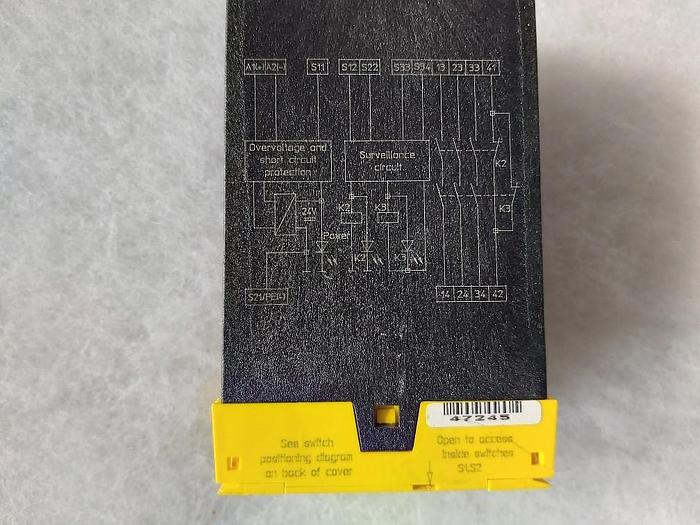 A1(+) A2(-) S11 S12 S22 S33 S34 13 23 33 41
Overvoltage and
short circuit
protection
Surveillance
circuit
K2
24V
K2
K3
K3
Power
K2
K3
S21/PE(-)
14 24 34 42
47245
See switch
positioning diagram
on back of cover
Open to access
inside switches
S1,S2